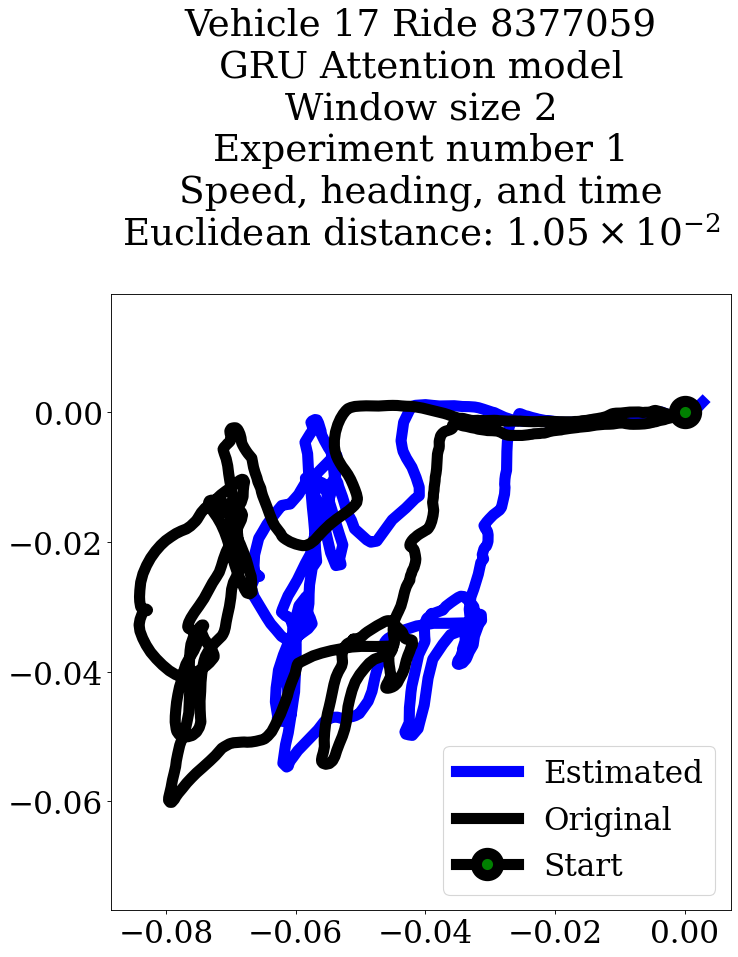 Vehicle 17 Ride 8377059
GRU Attention model
Window size 2
Experiment number 1
Speed, heading, and time
Euclidean distance: 1.05 × 10⁻²
0.00
−0.02
−0.04
−0.06
Estimated
Original
Start
−0.08 −0.06 −0.04 −0.02 0.00